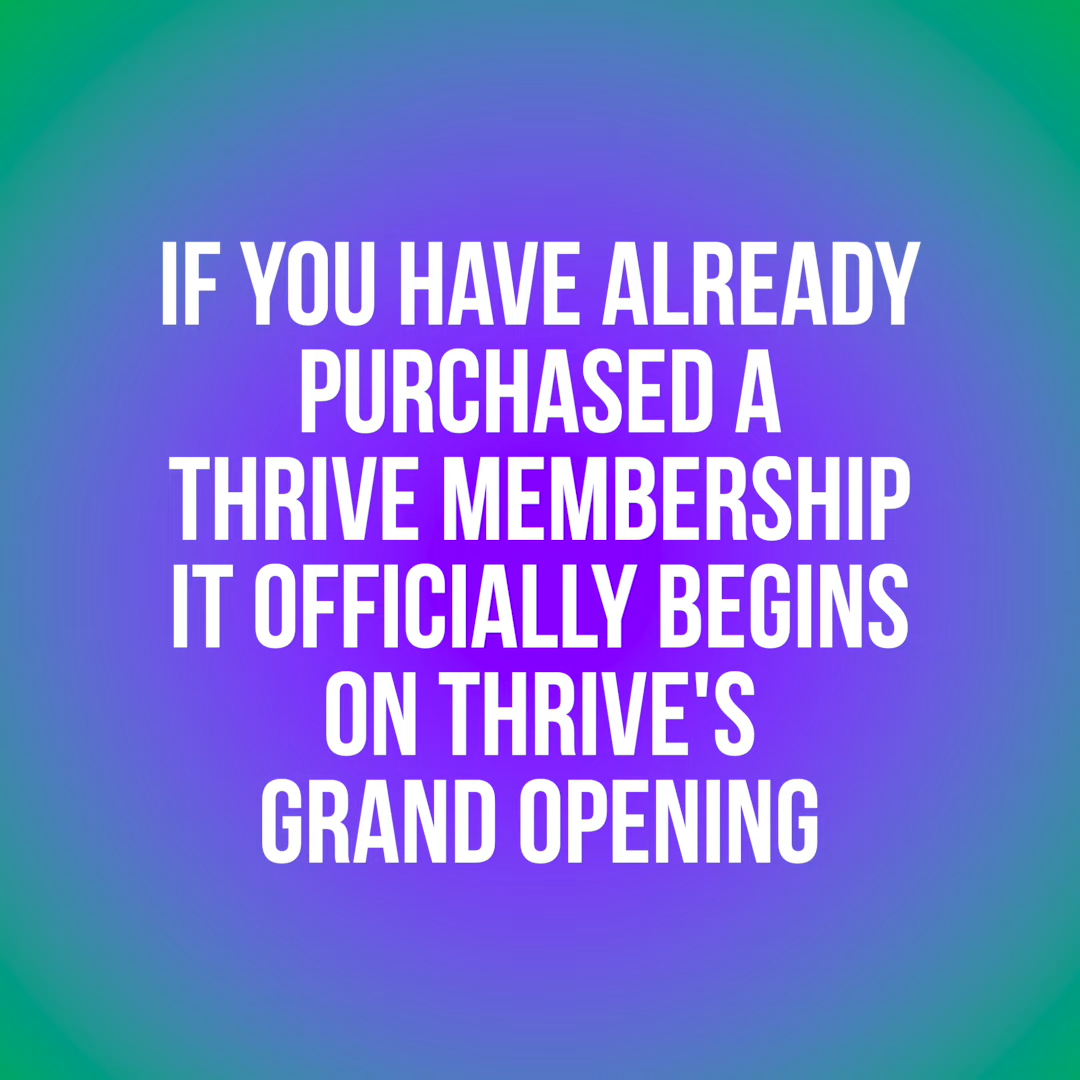 IF YOU HAVE ALREADY
PURCHASED A
THRIVE MEMBERSHIP
IT OFFICIALLY BEGINS
ON THRIVE'S
GRAND OPENING